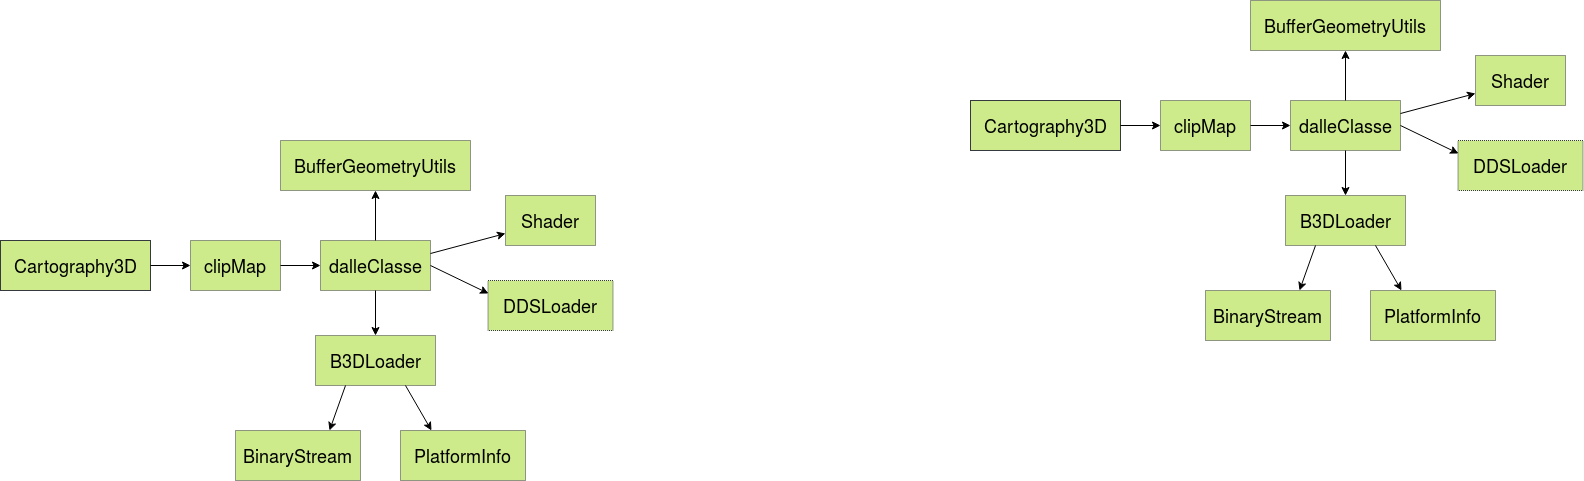 BufferGeometryUtils
Shader
Cartography3D
clipMap
dalleClasse
DDSLoader
B3DLoader
BinaryStream
PlatformInfo
BufferGeometryUtils
Shader
Cartography3D
clipMap
dalleClasse
DDSLoader
B3DLoader
BinaryStream
PlatformInfo